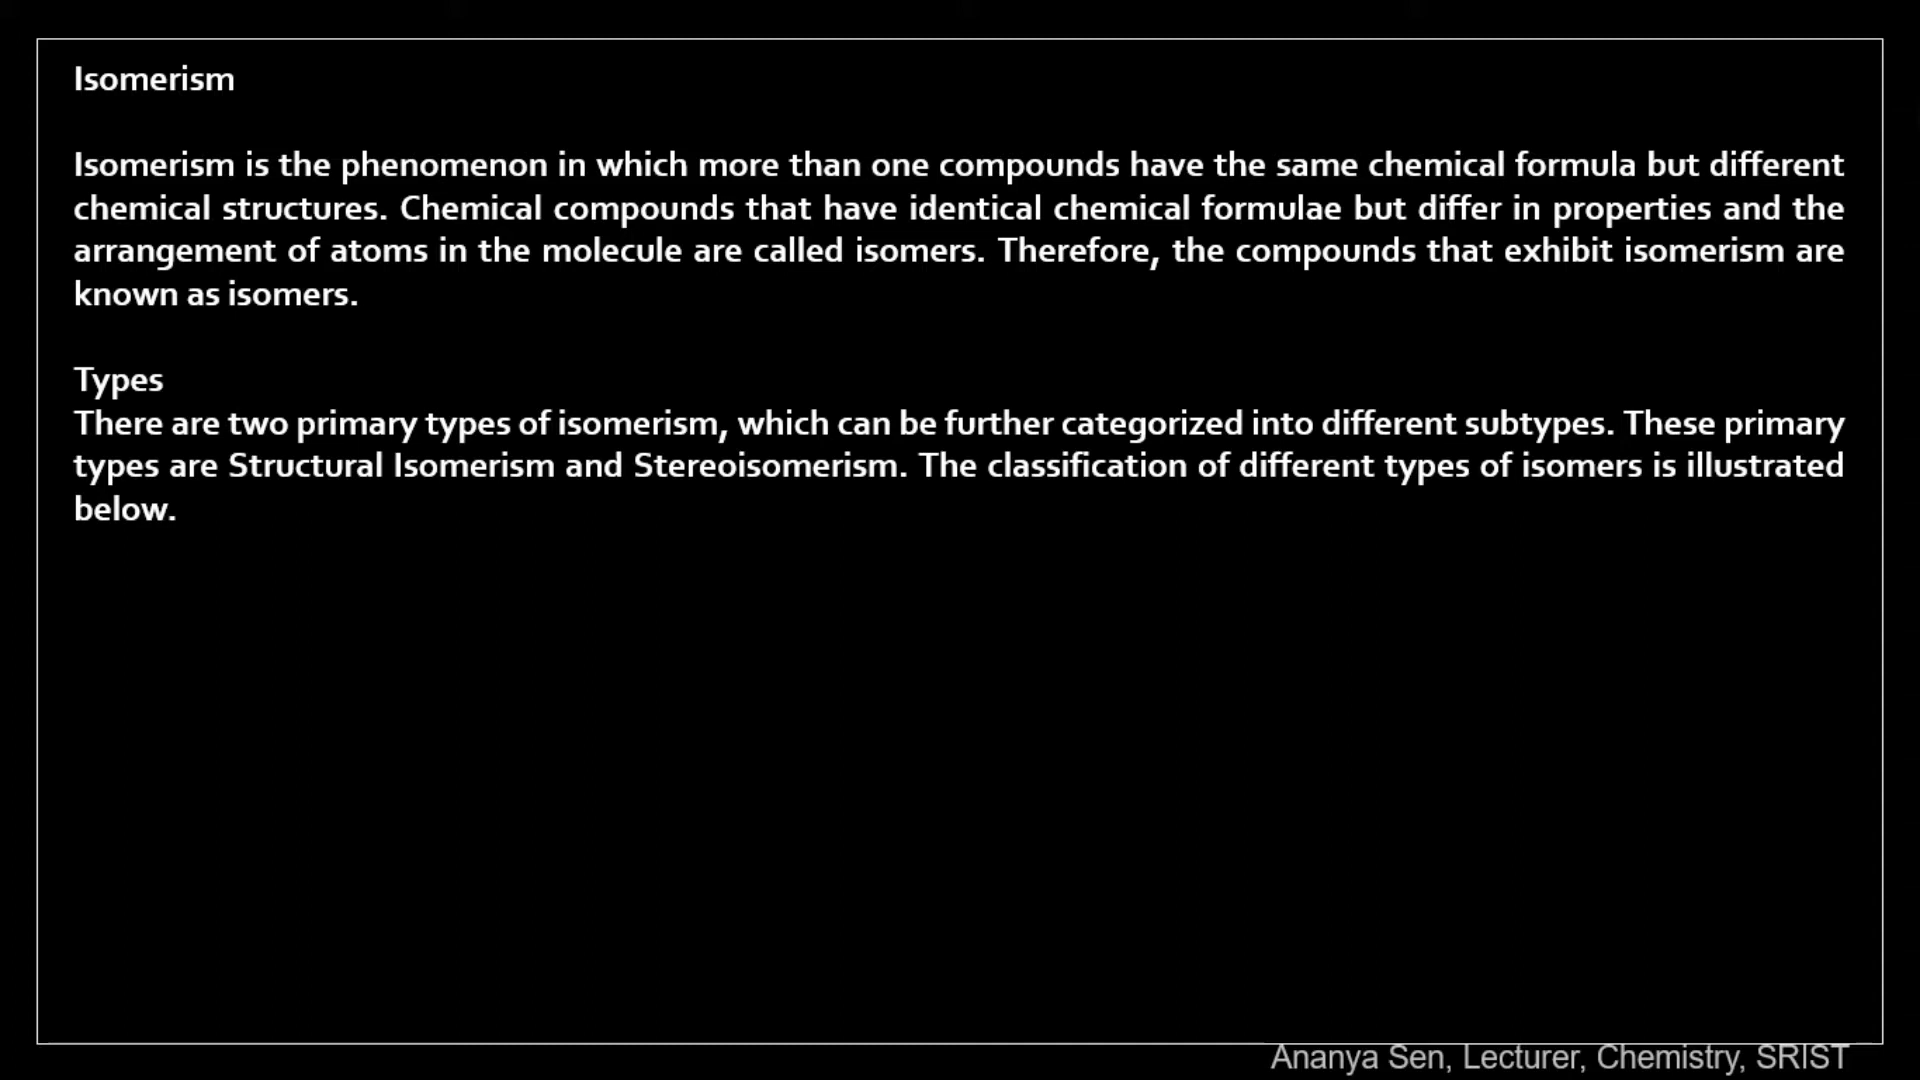 Isomerism
Isomerism is the phenomenon in which more than one compounds have the same chemical formula but different
chemical structures. Chemical compounds that have identical chemical formulae but differ in properties and the
arrangement of atoms in the molecule are called isomers. Therefore, the compounds that exhibit isomerism are
known as isomers.
Types
There are two primary types of isomerism, which can be further categorized into different subtypes. These primary
types are Structural Isomerism and Stereoisomerism. The classification of different types of isomers is illustrated
below.
Ananya Sen, Lecturer, Chemistry, SRIST